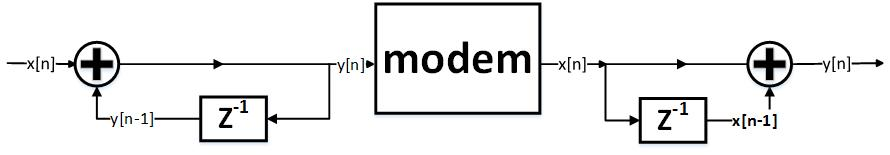 x[n] y[n] modem x[n] y[n]
y[n-1] Z-1 Z-1 x[n-1]